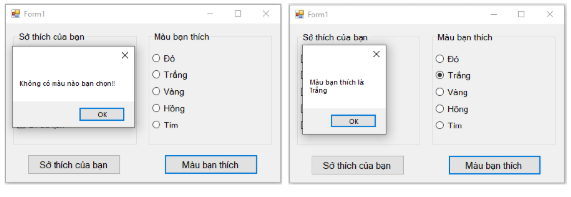 Form1
Sở thích của bạn
Màu bạn thích
Không có màu nào bạn chọn!!
OK
Đỏ
Trắng
Vàng
Hồng
Tím
Sở thích của bạn
Màu bạn thích
Form1
Sở thích của bạn
Màu bạn thích
Màu bạn thích là:
Trắng
OK
Đỏ
Trắng
Vàng
Hồng
Tím
Sở thích của bạn
Màu bạn thích